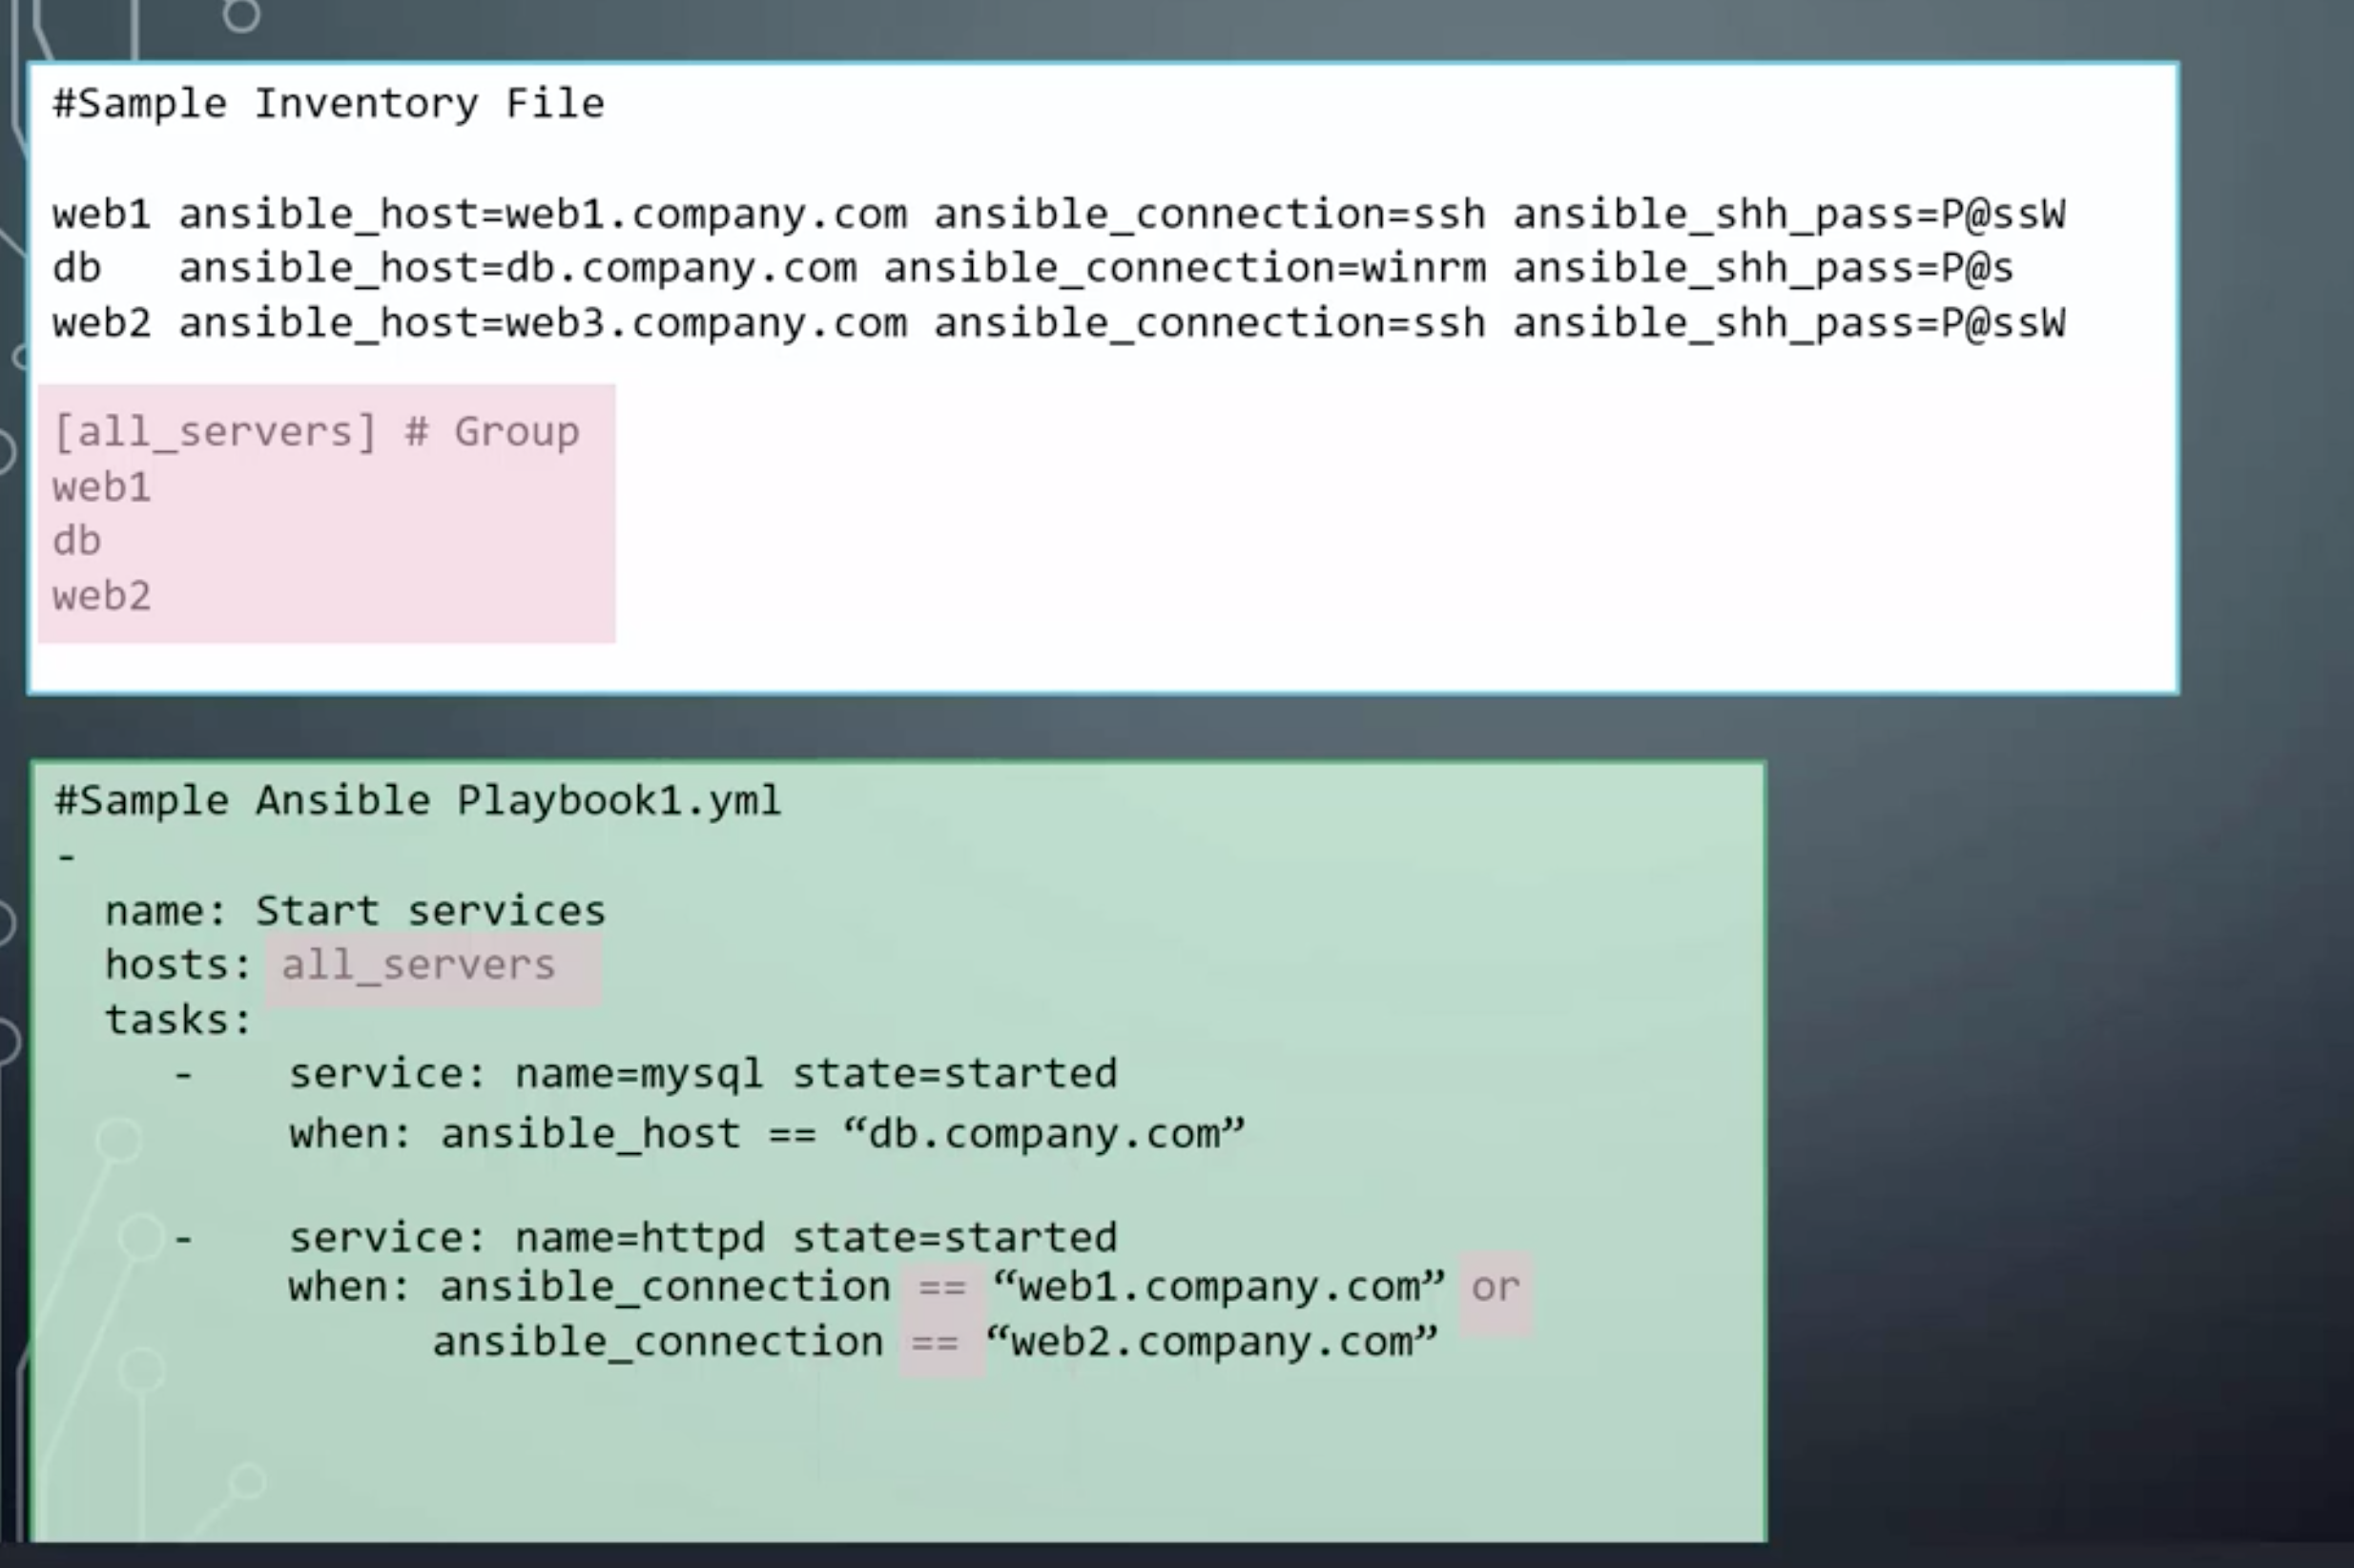 #Sample Inventory File
web1 ansible_host=web1.company.com ansible_connection=ssh ansible_shh_pass=P@ssW
db   ansible_host=db.company.com ansible_connection=winrm ansible_shh_pass=P@s
web2 ansible_host=web3.company.com ansible_connection=ssh ansible_shh_pass=P@ssW
[all_servers] # Group
web1
db
web2
#Sample Ansible Playbook1.yml
-
  name: Start services
  hosts: all_servers
  tasks:
    -    service: name=mysql state=started
         when: ansible_host == “db.company.com”
    -    service: name=httpd state=started
         when: ansible_connection == “web1.company.com” or
               ansible_connection == “web2.company.com”